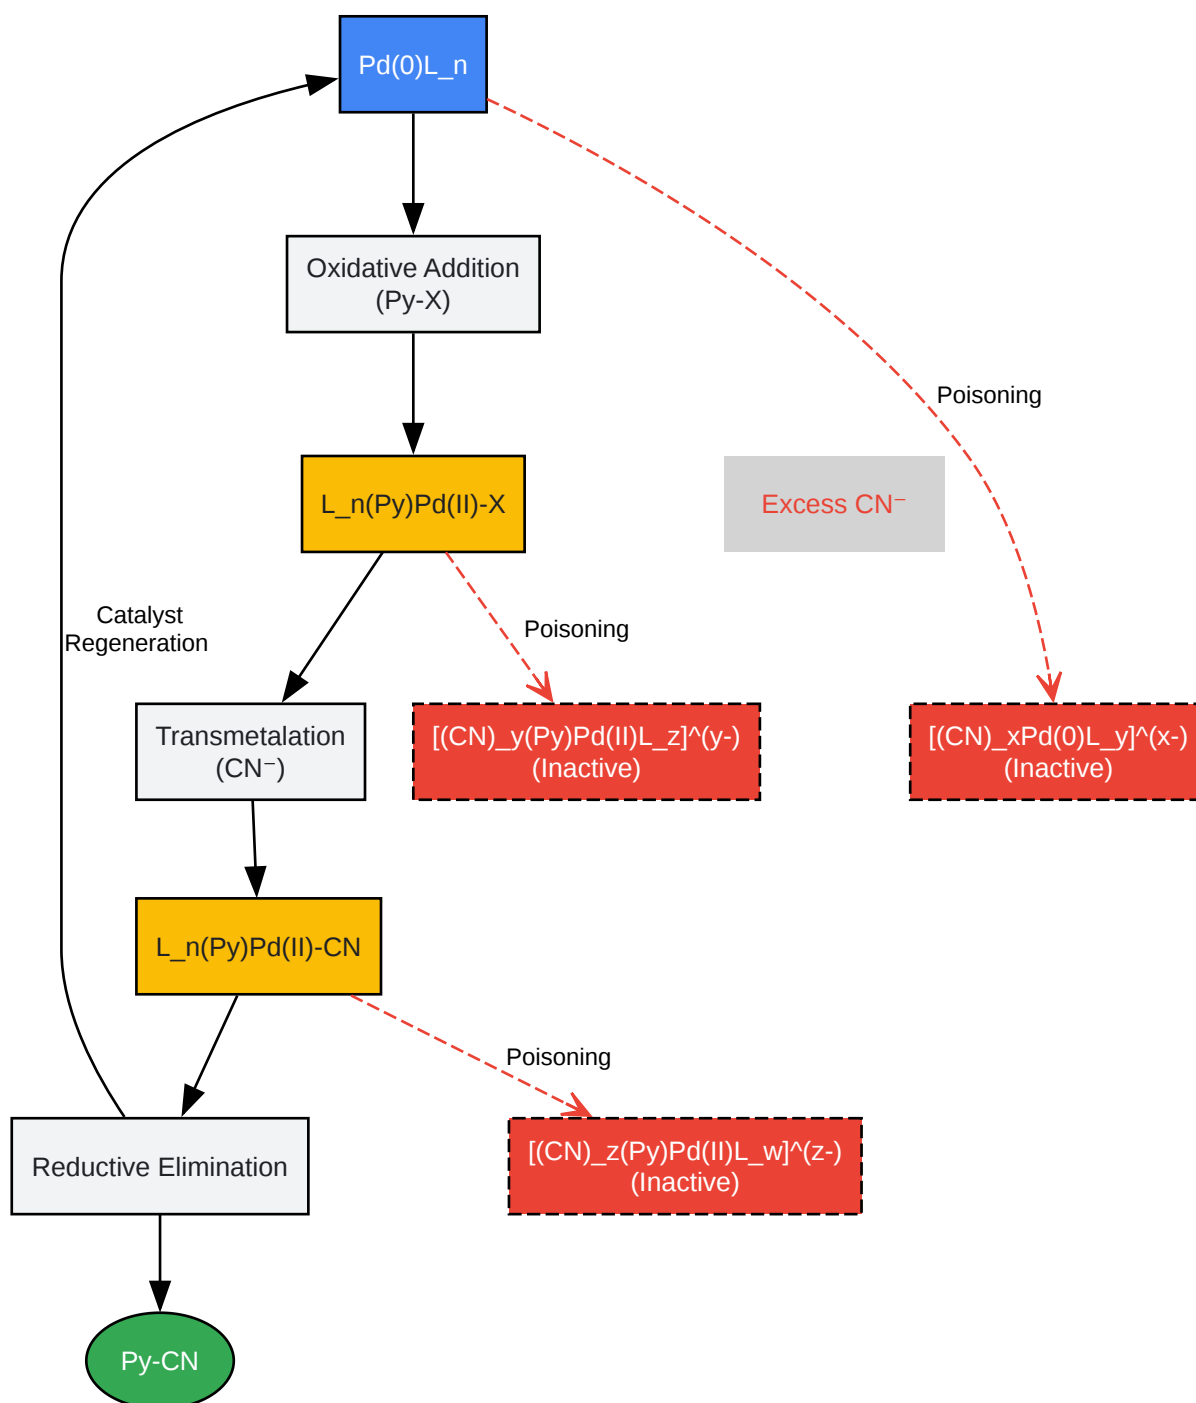 Pd(0)L_n
Oxidative Addition
(Py-X)
Poisoning
L_n(Py)Pd(II)-X
Excess CN⁻
Catalyst
Regeneration
Poisoning
Transmetalation
(CN⁻)
[(CN)_y(Py)Pd(II)L_z]^(y-)
(Inactive)
[(CN)_xPd(0)L_y]^(x-)
(Inactive)
L_n(Py)Pd(II)-CN
Poisoning
Reductive Elimination
[(CN)_z(Py)Pd(II)L_w]^(z-)
(Inactive)
Py-CN